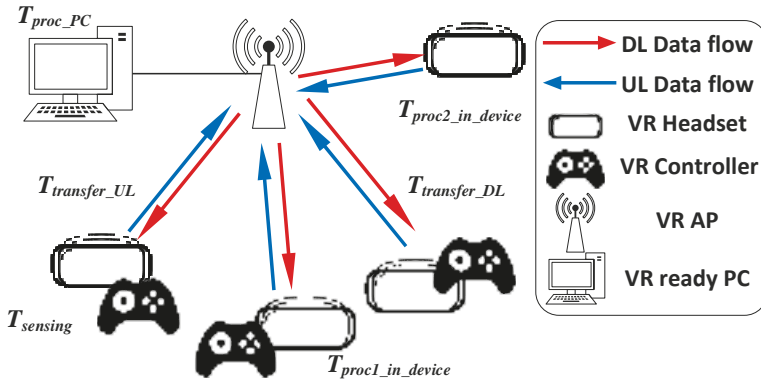 T_proc_PC
T_proc2_in_device
T_transfer_UL
T_transfer_DL
T_sensing
T_proc1_in_device
DL Data flow
UL Data flow
VR Headset
VR Controller
VR AP
VR ready PC